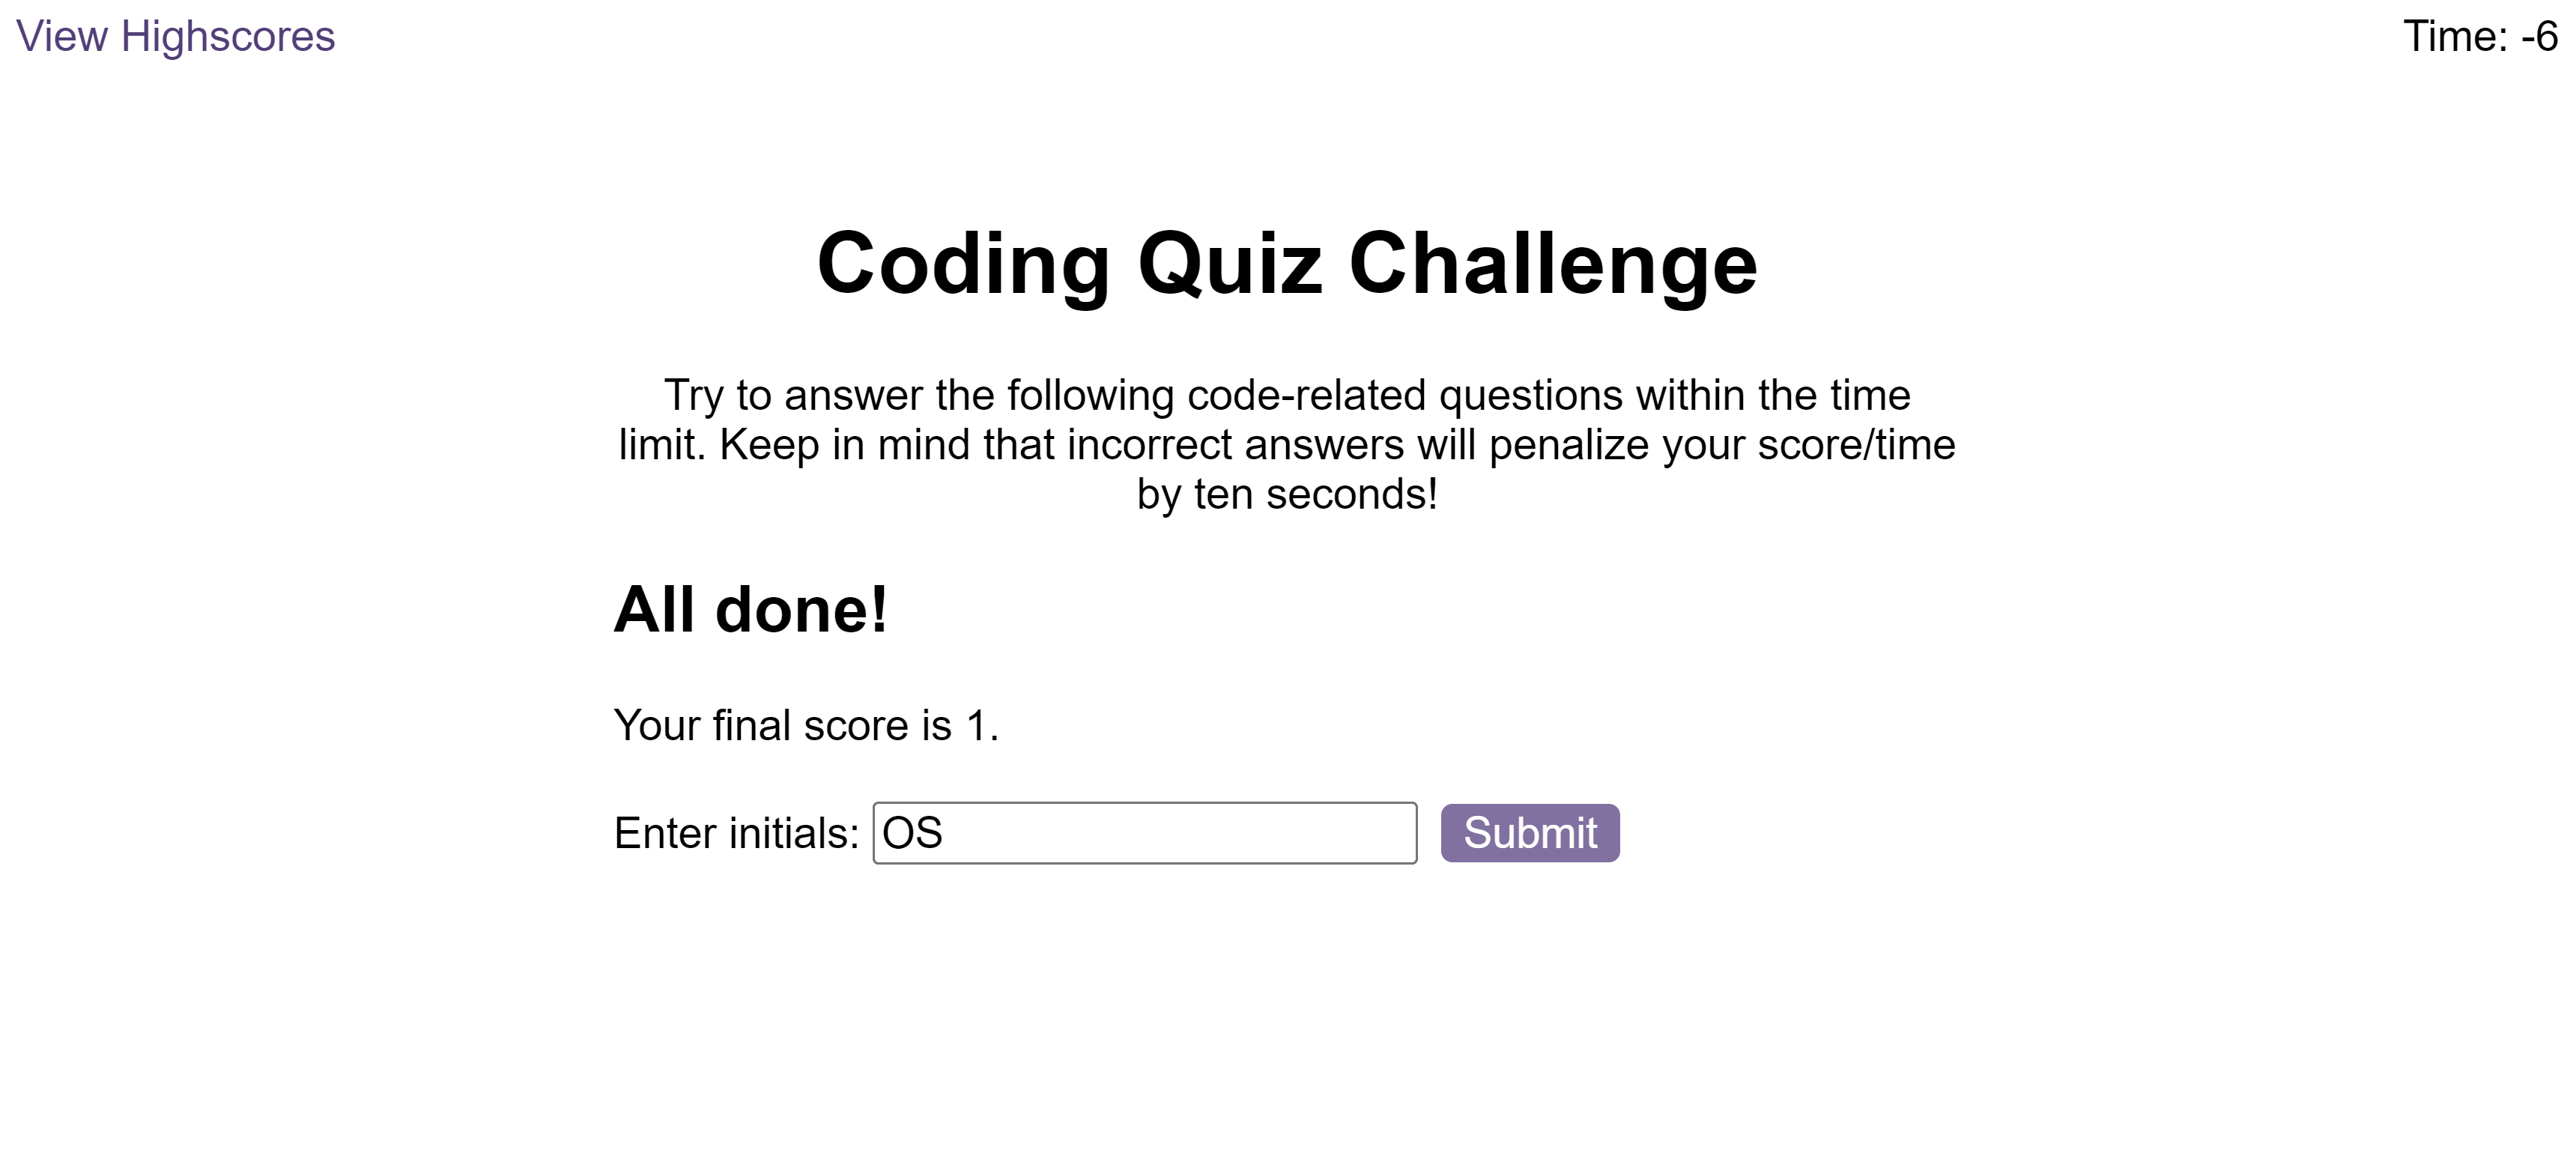 View Highscores
Time: -6
Coding Quiz Challenge
Try to answer the following code-related questions within the time
limit. Keep in mind that incorrect answers will penalize your score/time
by ten seconds!
All done!
Your final score is 1.
Enter initials: OS Submit